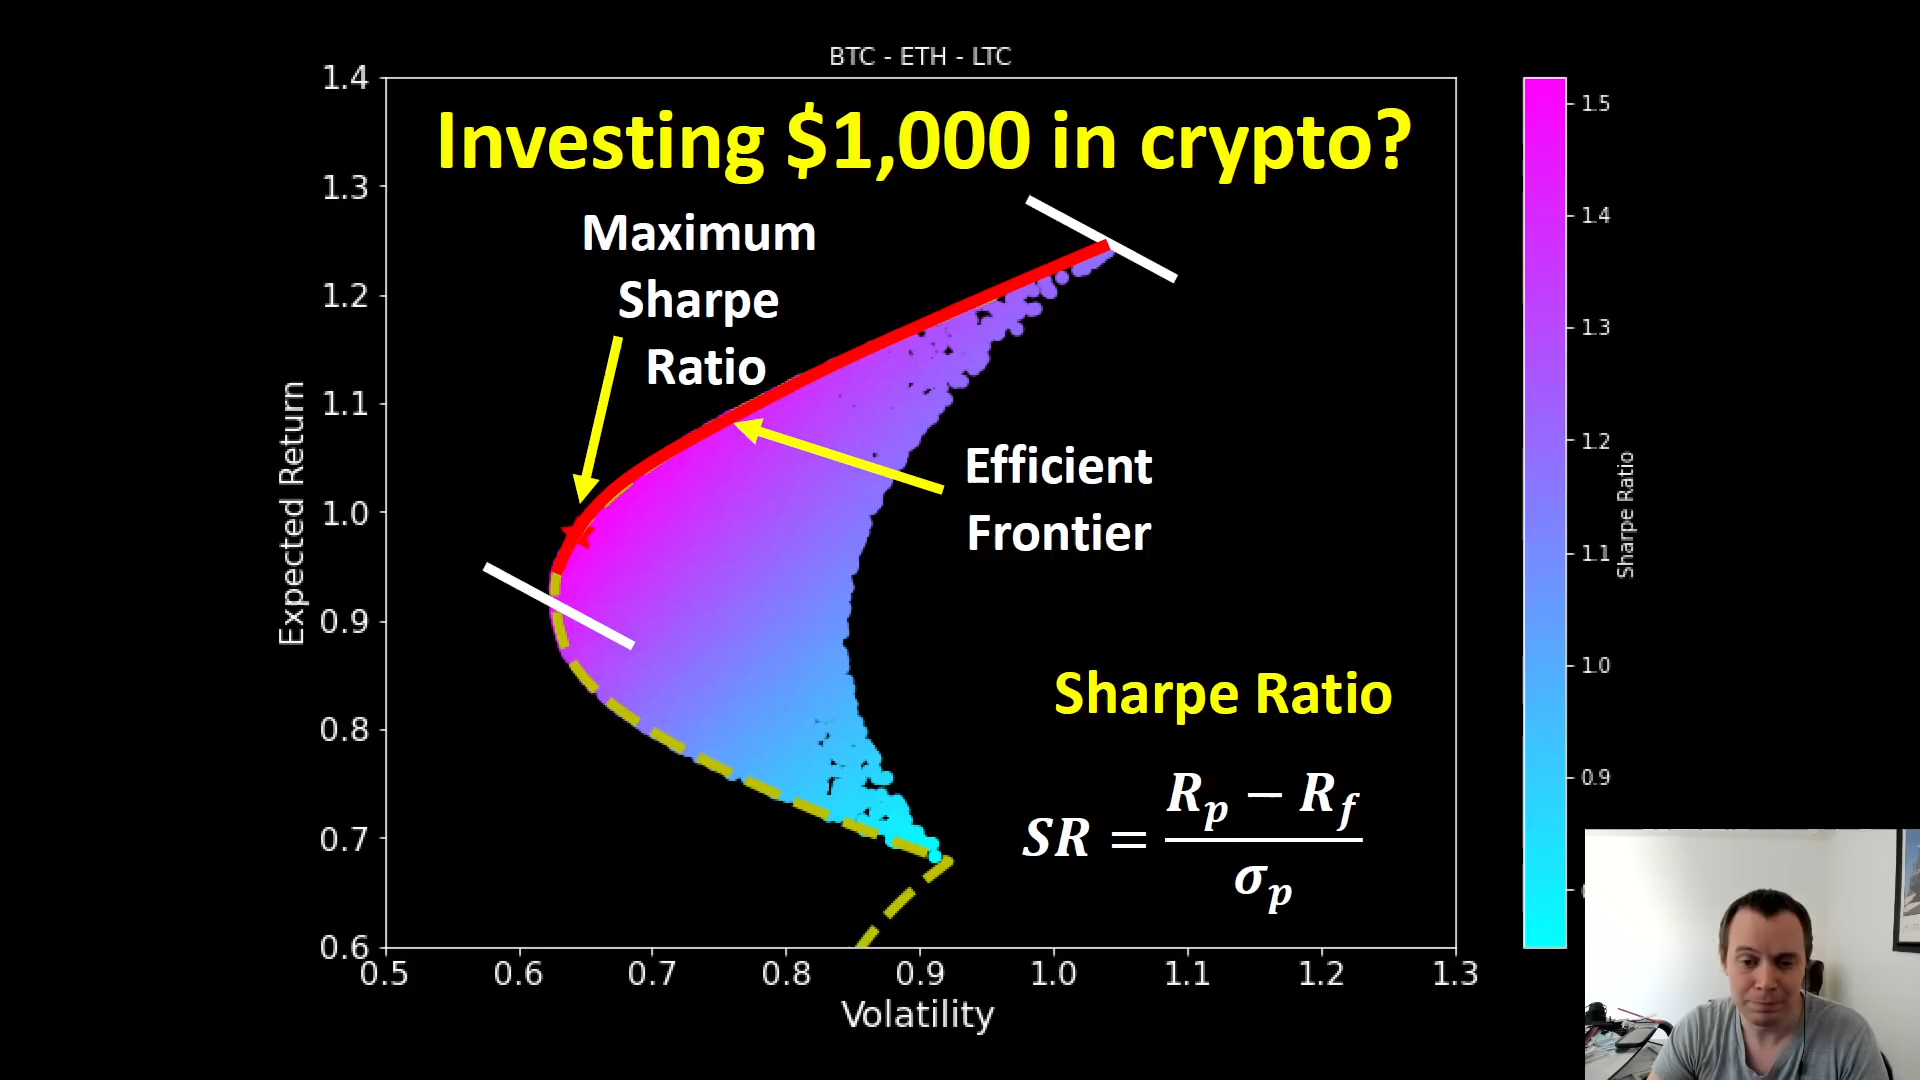 BTC - ETH - LTC
Investing $1,000 in crypto?
Maximum
Sharpe
Ratio
Efficient
Frontier
Sharpe Ratio
SR = (R_p − R_f) / σ_p
Expected Return
1.4
1.3
1.2
1.1
1.0
0.9
0.8
0.7
0.6
0.5 0.6 0.7 0.8 0.9 1.0 1.1 1.2 1.3
Volatility
1.5
1.4
1.3
1.2
1.1
1.0
0.9
Sharpe Ratio